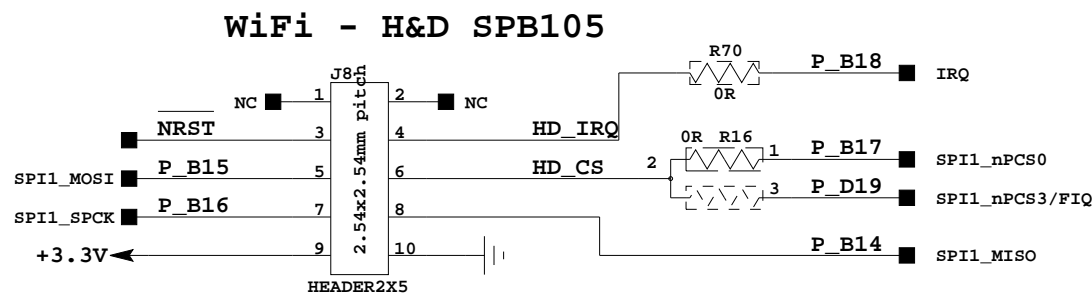 WiFi - H&D SPB105
R70
P_B18
IRQ
0R
J8
2.54x2.54mm pitch
NC
1
2
NC
NRST
3
4
HD_IRQ
0R R16
1
P_B17
SPI1_nPCS0
SPI1_MOSI
P_B15
5
6
HD_CS
2
3
P_D19
SPI1_nPCS3/FIQ
SPI1_SPCK
P_B16
7
8
+3.3V
9
10
P_B14
SPI1_MISO
HEADER2X5